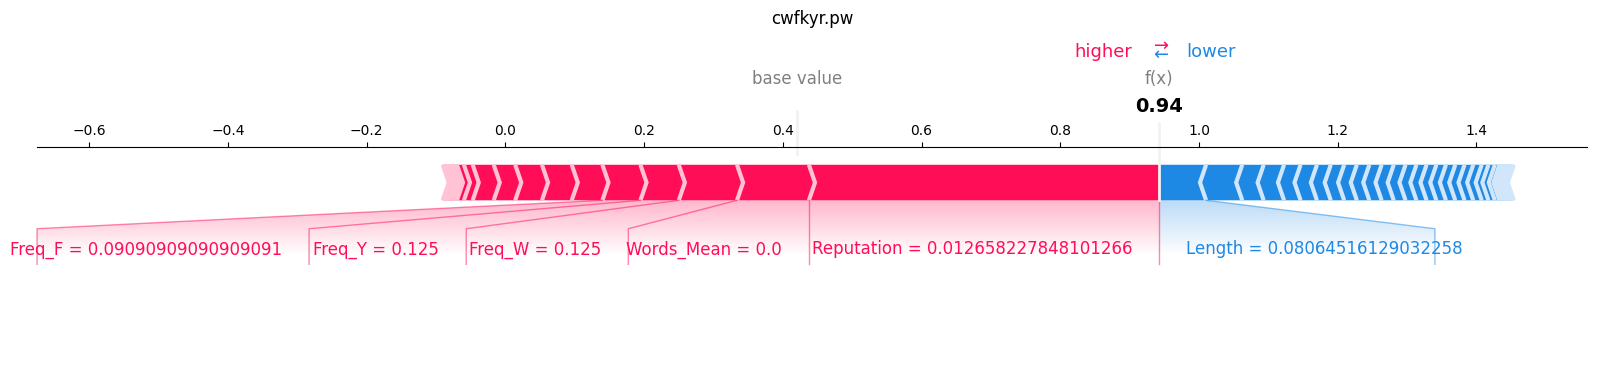 cwfkyr.pw
higher ⇄ lower
base value f(x)
0.94
−0.6 −0.4 −0.2 0.0 0.2 0.4 0.6 0.8 1.0 1.2 1.4
Freq_F = 0.09090909090909091 Freq_Y = 0.125 Freq_W = 0.125 Words_Mean = 0.0 Reputation = 0.012658227848101266 Length = 0.08064516129032258